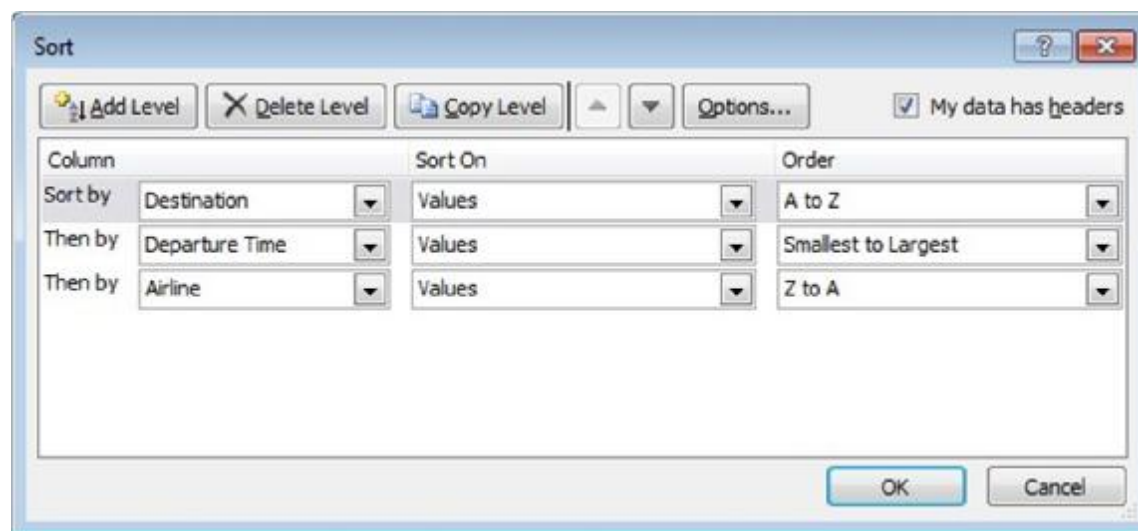 Sort
Add Level Delete Level Copy Level Options... My data has headers
Column Sort On Order
Sort by Destination Values A to Z
Then by Departure Time Values Smallest to Largest
Then by Airline Values Z to A
OK Cancel